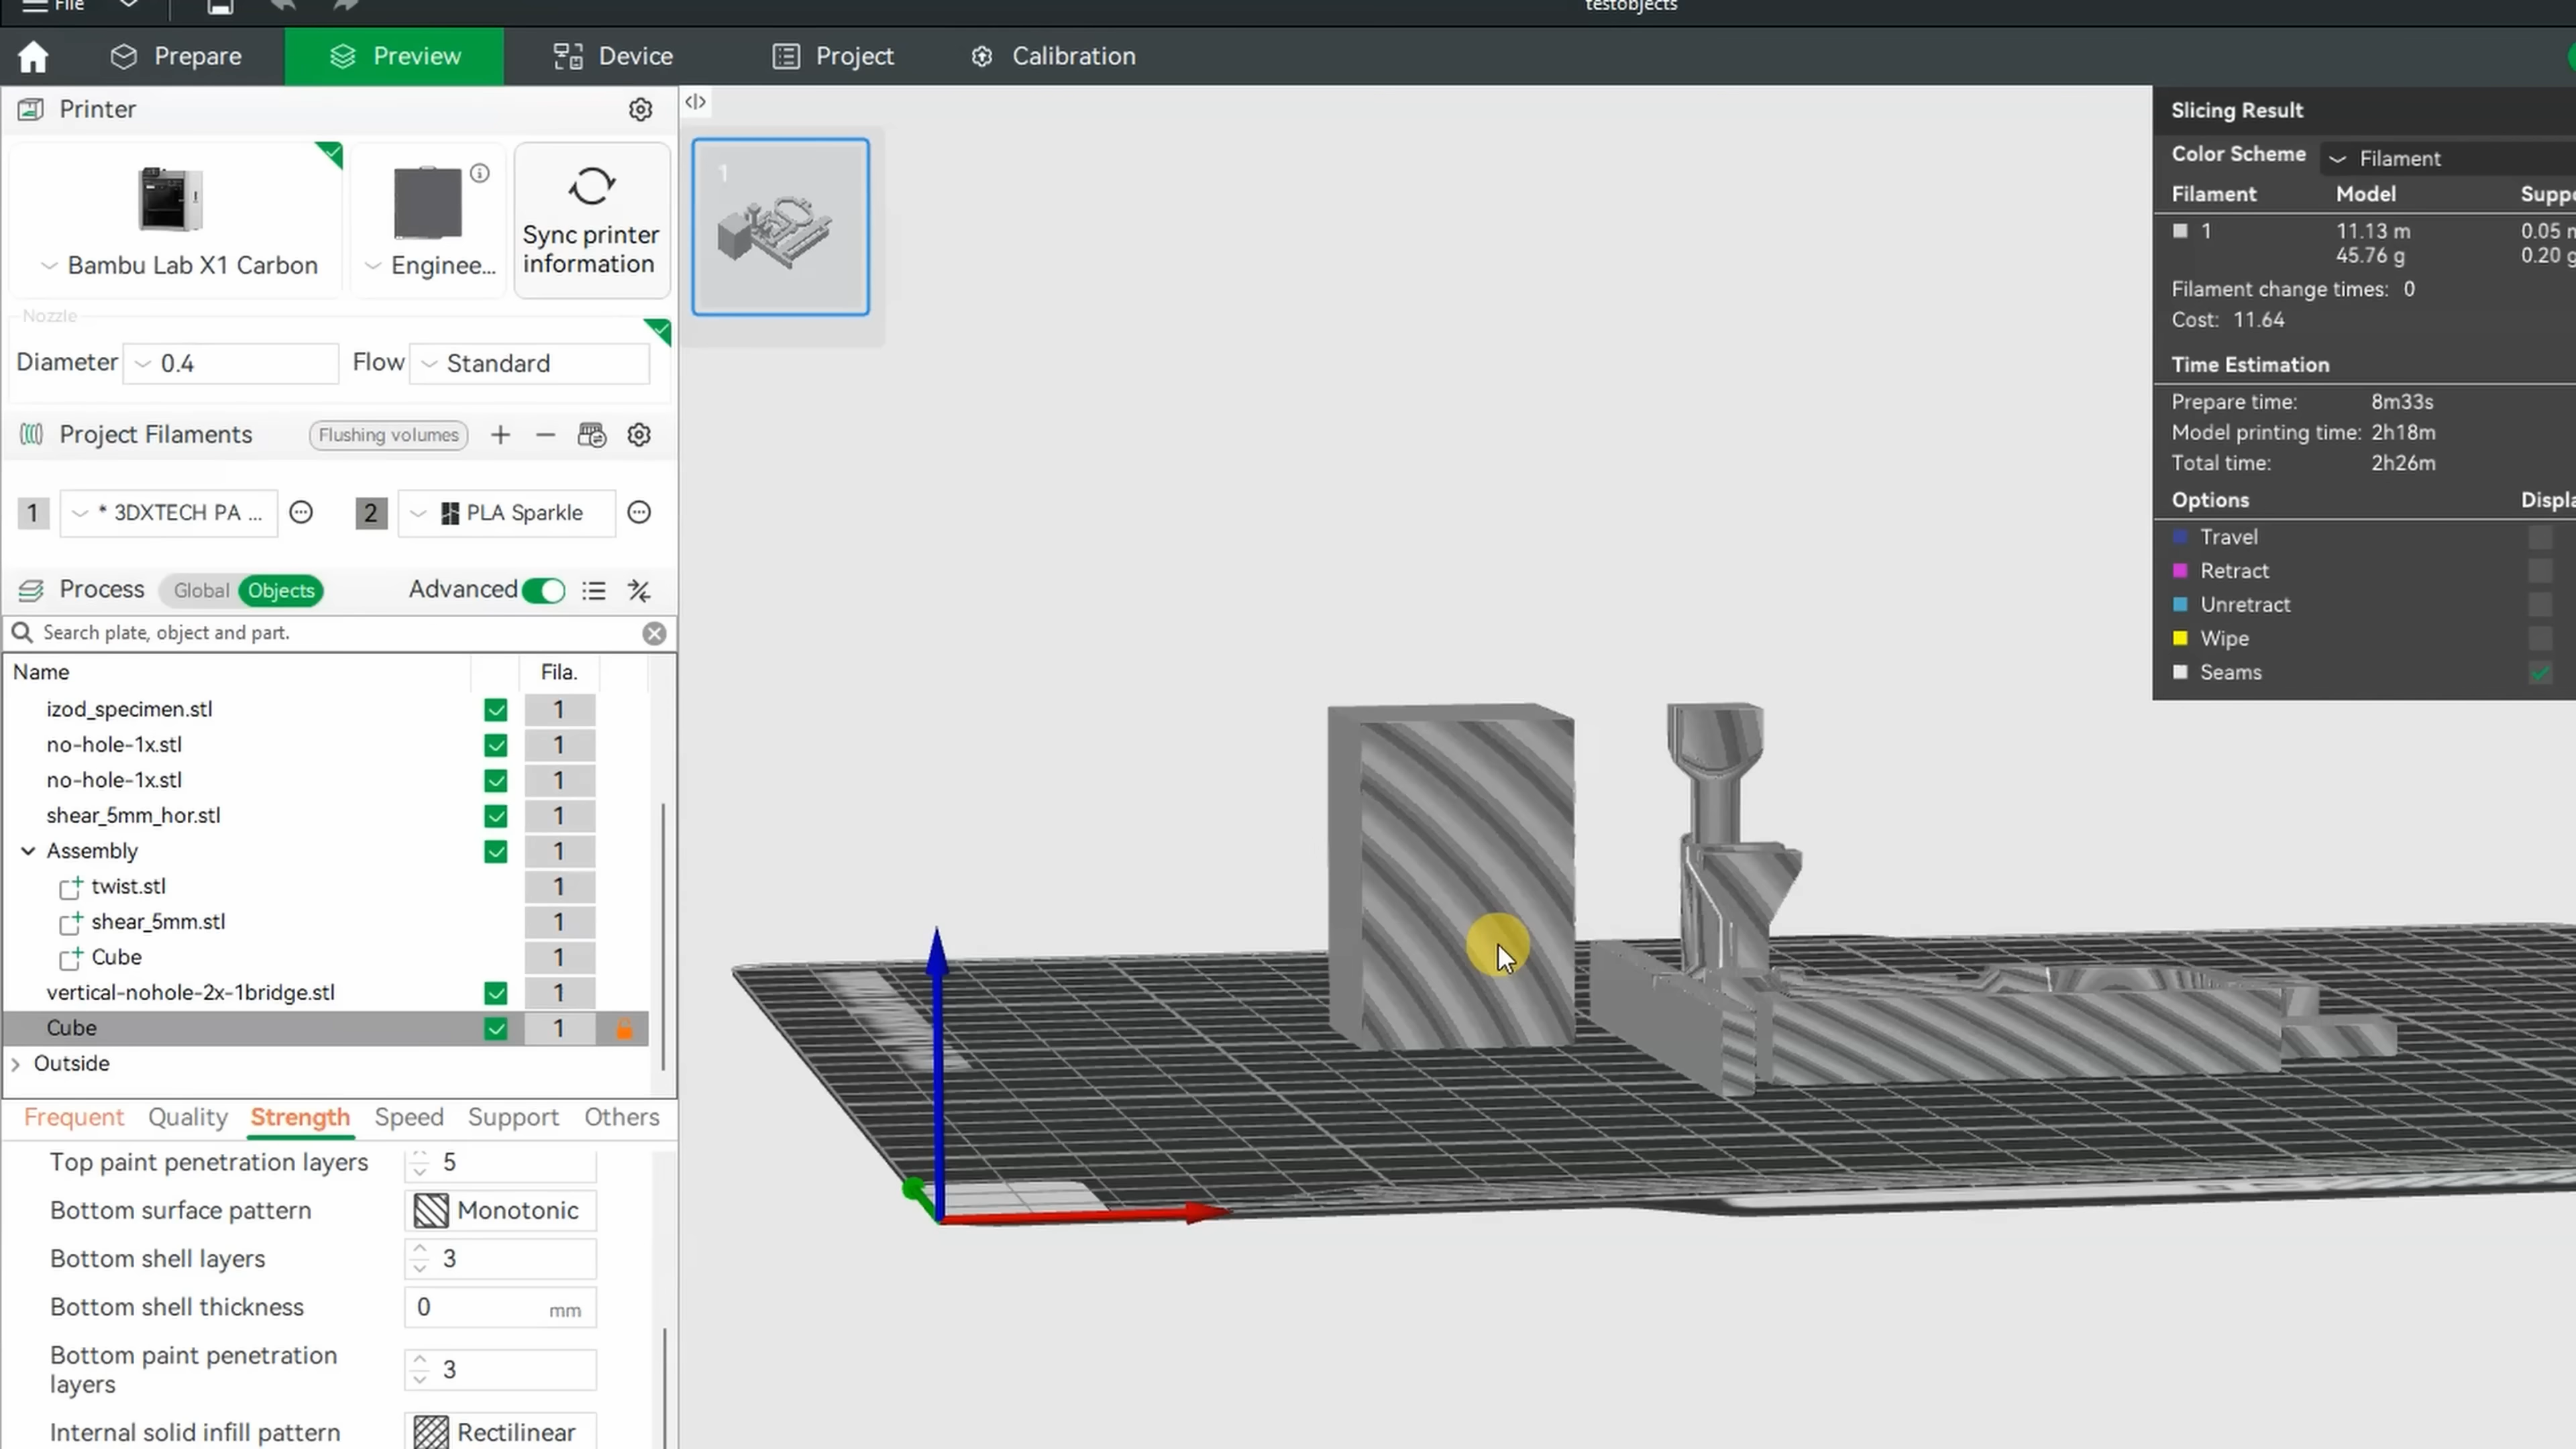 File
testobjects
Prepare
Preview
Device
Project
Calibration
Printer
Bambu Lab X1 Carbon
Enginee...
Sync printer
information
Nozzle
Diameter
0.4
Flow
Standard
Project Filaments
Flushing volumes
1
* 3DXTECH PA ...
2
PLA Sparkle
Process
Global
Objects
Advanced
Search plate, object and part.
Name
Fila.
izod_specimen.stl 1
no-hole-1x.stl 1
no-hole-1x.stl 1
shear_5mm_hor.stl 1
Assembly 1
twist.stl 1
shear_5mm.stl 1
Cube 1
vertical-nohole-2x-1bridge.stl 1
Cube 1
Outside
Frequent
Quality
Strength
Speed
Support
Others
Top paint penetration layers 5
Bottom surface pattern Monotonic
Bottom shell layers 3
Bottom shell thickness 0 mm
Bottom paint penetration
layers
3
Internal solid infill pattern Rectilinear
1
Slicing Result
Color Scheme Filament
Filament Model Suppo
1 11.13 m 0.05 m
45.76 g 0.20 g
Filament change times: 0
Cost: 11.64
Time Estimation
Prepare time: 8m33s
Model printing time: 2h18m
Total time: 2h26m
Options Displa
Travel
Retract
Unretract
Wipe
Seams